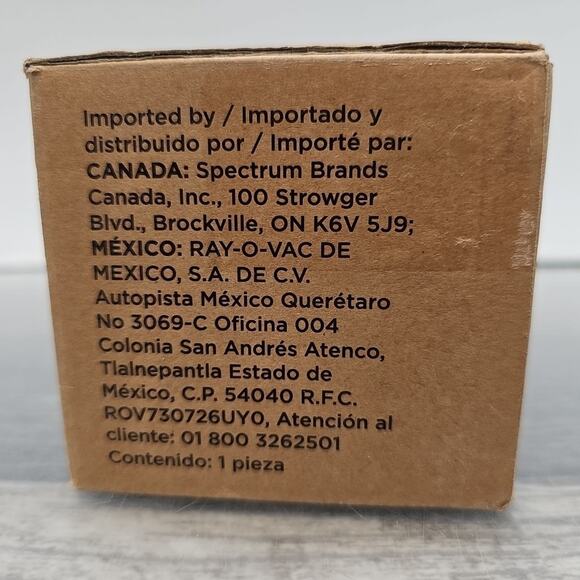 Imported by / Importado y
distribuido por / Importé par:
CANADA: Spectrum Brands
Canada, Inc., 100 Strowger
Blvd., Brockville, ON K6V 5J9;
MÉXICO: RAY-O-VAC DE
MEXICO, S.A. DE C.V.
Autopista México Querétaro
No 3069-C Oficina 004
Colonia San Andrés Atenco,
Tlalnepantla Estado de
México, C.P. 54040 R.F.C.
ROV730726UY0, Atención al
cliente: 01 800 3262501
Contenido: 1 pieza